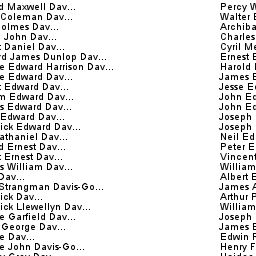 Maxwell Dav... Percy W
Coleman Dav... Walter
olmes Dav... Archiba
John Dav... Charles
Daniel Dav... Cyril Me
d James Dunlop Dav... Ernest
e Edward Harrison Dav... Harold
e Edward Dav... James
Edward Dav... Jesse Ed
m Edward Dav... John Ed
s Edward Dav... John Ed
Edward Dav... Joseph
ick Edward Dav... Joseph
athaniel Dav... Neil Ed
d Ernest Dav... Peter E
Ernest Dav... Vincent
s William Dav... William
Dav... Albert E
Strangman Davis-Go... James A
ick Dav... Arthur F
ick Llewellyn Dav... William
e Garfield Dav... Joseph
George Dav... James
e Dav... Edwin F
e John Davis-Go... Henry F